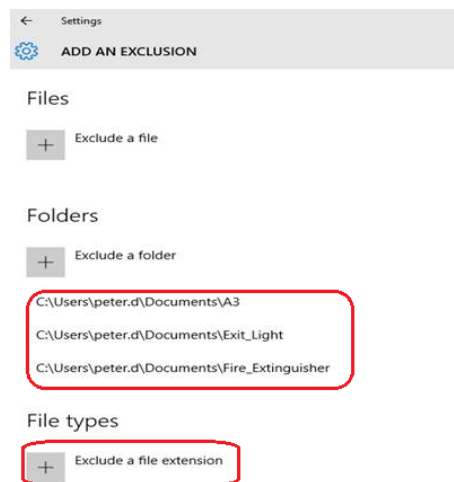 Settings
ADD AN EXCLUSION
Files
Exclude a file
Folders
Exclude a folder
C:\Users\peter.d\Documents\A3
C:\Users\peter.d\Documents\Exit_Light
C:\Users\peter.d\Documents\Fire_Extinguisher
File types
Exclude a file extension